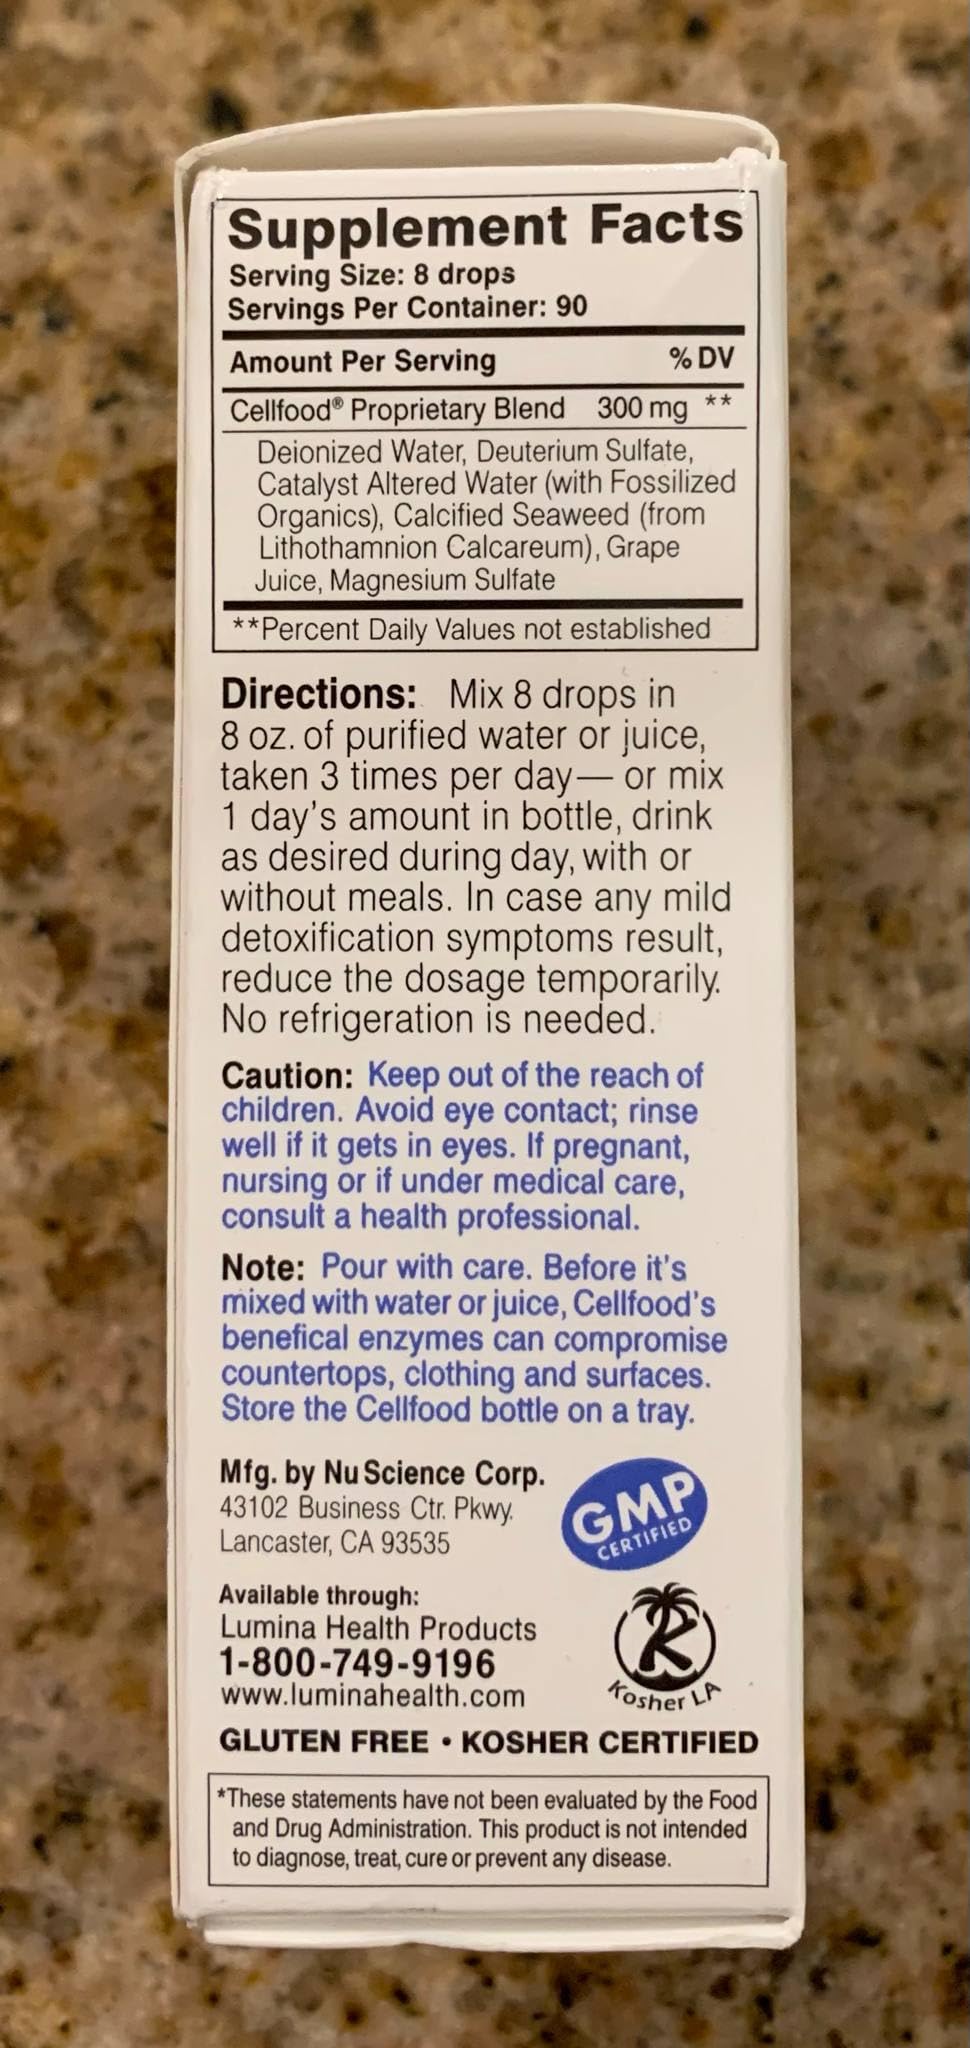 Supplement Facts
Serving Size: 8 drops
Servings Per Container: 90
Amount Per Serving % DV
Cellfood® Proprietary Blend 300 mg **
Deionized Water, Deuterium Sulfate,
Catalyst Altered Water (with Fossilized
Organics), Calcified Seaweed (from
Lithothamnion Calcareum), Grape
Juice, Magnesium Sulfate
**Percent Daily Values not established
Directions: Mix 8 drops in
8 oz. of purified water or juice,
taken 3 times per day— or mix
1 day's amount in bottle, drink
as desired during day, with or
without meals. In case any mild
detoxification symptoms result,
reduce the dosage temporarily.
No refrigeration is needed.
Caution: Keep out of the reach of
children. Avoid eye contact; rinse
well if it gets in eyes. If pregnant,
nursing or if under medical care,
consult a health professional.
Note: Pour with care. Before it's
mixed with water or juice, Cellfood's
benefical enzymes can compromise
countertops, clothing and surfaces.
Store the Cellfood bottle on a tray.
Mfg. by NuScience Corp.
43102 Business Ctr. Pkwy.
Lancaster, CA 93535
GMP
CERTIFIED
Available through:
Lumina Health Products
1-800-749-9196
www.luminahealth.com
K
Kosher LA
GLUTEN FREE • KOSHER CERTIFIED
*These statements have not been evaluated by the Food
and Drug Administration. This product is not intended
to diagnose, treat, cure or prevent any disease.